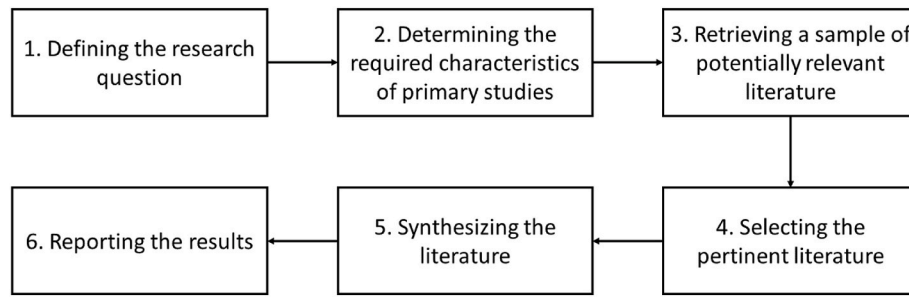 1. Defining the research
question
2. Determining the
required characteristics
of primary studies
3. Retrieving a sample of
potentially relevant
literature
4. Selecting the
pertinent literature
5. Synthesizing the
literature
6. Reporting the results